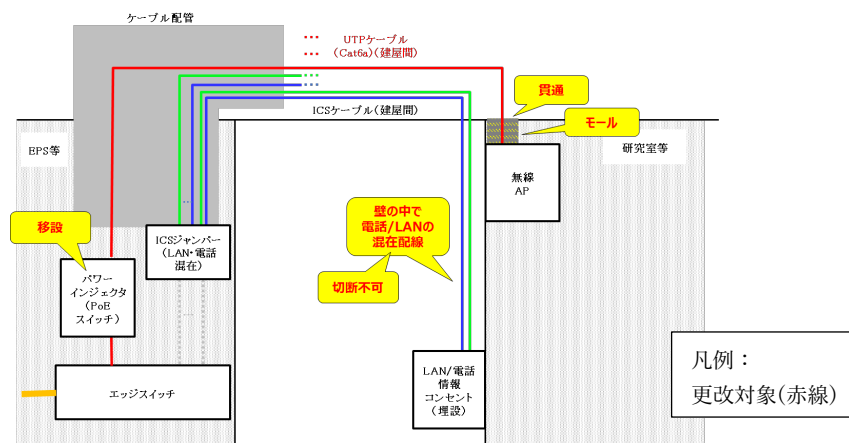 ケーブル配管
UTPケーブル
(Cat6a)(建屋間)
ICSケーブル(建屋間)
貫通
モール
EPS等
研究室等
無線
AP
移設
ICSジャンパー
(LAN・電話
混在)
壁の中で
電話/LANの
混在配線
切断不可
パワー
インジェクタ
(PoE
スイッチ)
エッジスイッチ
LAN/電話
情報
コンセント
(埋設)
凡例：
更改対象(赤線)